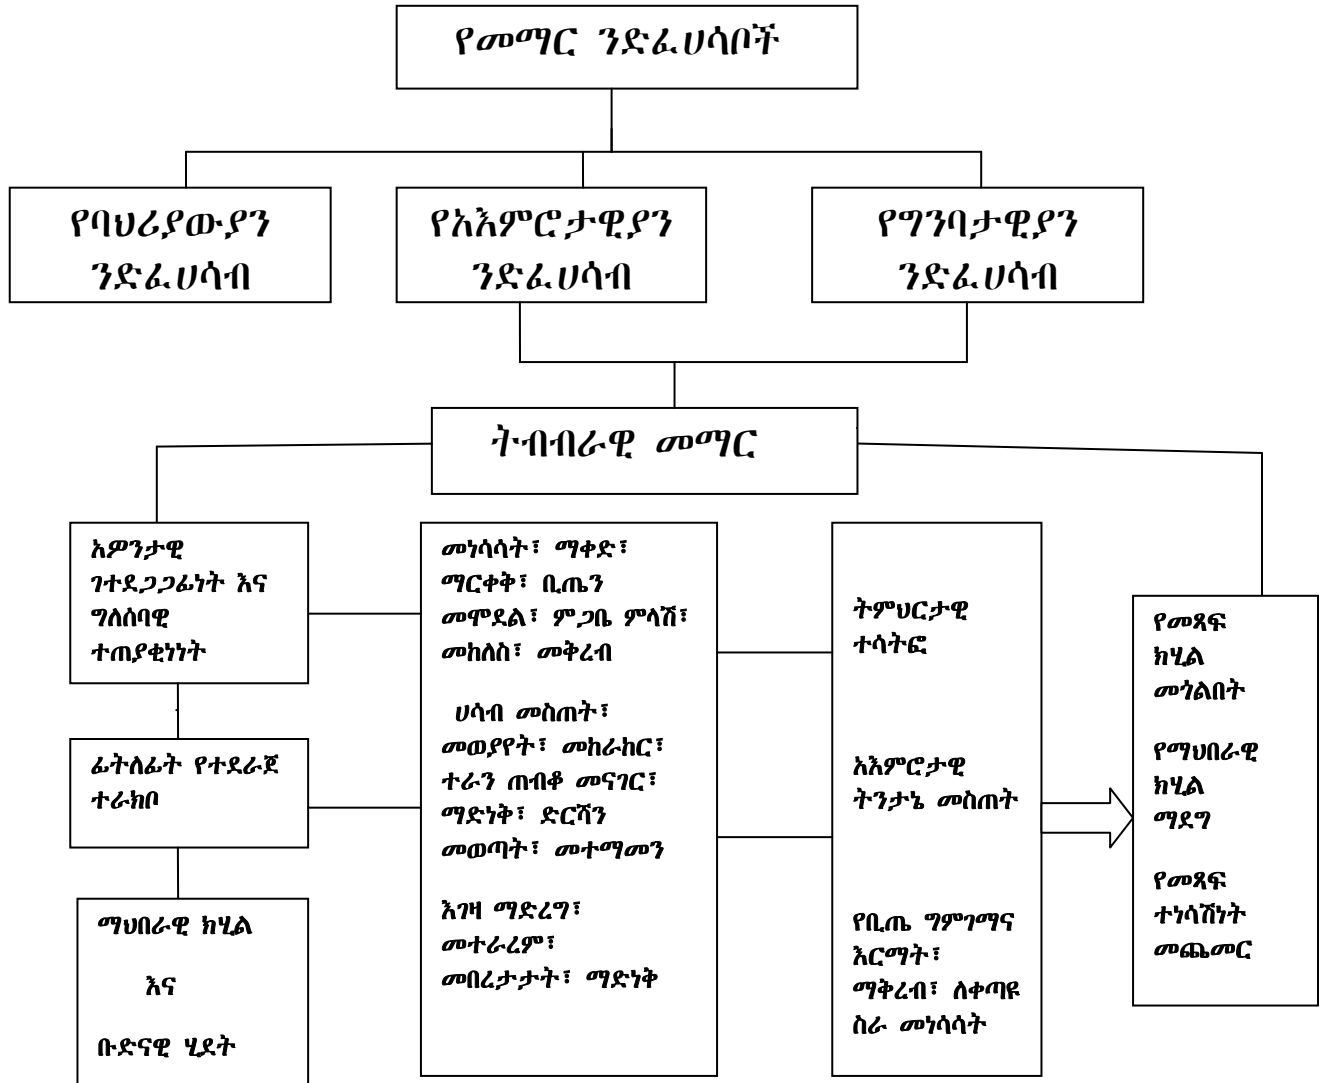 የመማር ንድፈሀሳቦች
የባህሪያውያን
ንድፈሀሳብ
የአእምሮታዊያን
ንድፈሀሳብ
የግንባታዊያን
ንድፈሀሳብ
ትብብራዊ መማር
አዎንታዊ
ገተደጋጋፊነት እና
ግለሰባዊ
ተጠያቂነነት
ፊትለፊት የተደራጀ
ተራክቦ
ማህበራዊ ክሂል
እና
ቡድናዊ ሂደት
መነሳሳት፣ ማቀድ፣
ማርቀቅ፣ ቢጤን
መሞደል፣ ምጋቤ ምላሽ፣
መከለስ፣ መቅረብ
ሀሳብ መስጠት፣
መወያየት፣ መከራከር፣
ተራን ጠብቆ መናገር፣
ማድነቅ፣ ድርሻን
መወጣት፣ መተማመን
እገዛ ማድረግ፣
መተራረም፣
መበረታታት፣ ማድነቅ
ትምህርታዊ
ተሳትፎ
አእምሮታዊ
ትንታኔ መስጠት
የቢጤ ግምገማና
እርማት፣
ማቅረብ፣ ለቀጣዩ
ስራ መነሳሳት
የመጻፍ
ክሂል
መጎልበት
የማህበራዊ
ክሂል
ማደግ
የመጻፍ
ተነሳሽነት
መጨመር